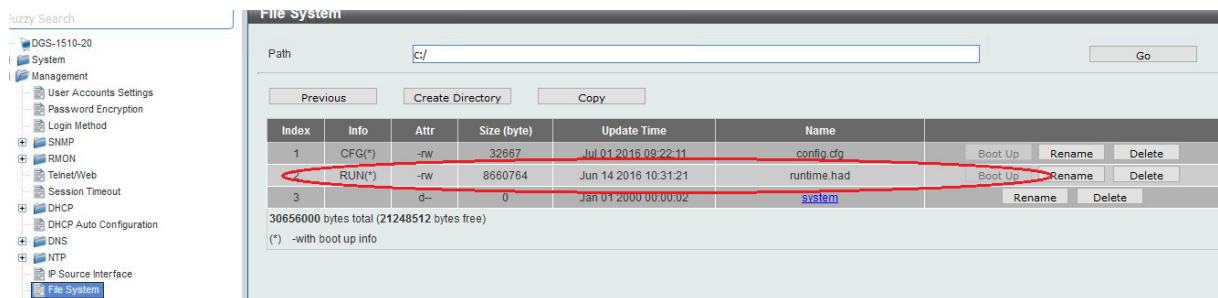 Fuzzy Search
DGS-1510-20
System
Management
User Accounts Settings
Password Encryption
Login Method
SNMP
RMON
Telnet/Web
Session Timeout
DHCP
DHCP Auto Configuration
DNS
NTP
IP Source Interface
File System
File System
Path c:/ Go
Previous Create Directory Copy
Index Info Attr Size (byte) Update Time Name
1 CFG(*) -rw 32667 Jul 01 2016 09:22:11 config.cfg Boot Up Rename Delete
2 RUN(*) -rw 8660764 Jun 14 2016 10:31:21 runtime.had Boot Up Rename Delete
3 d-- 0 Jan 01 2000 00:00:02 system Rename Delete
30656000 bytes total (21248512 bytes free)
(*) -with boot up info